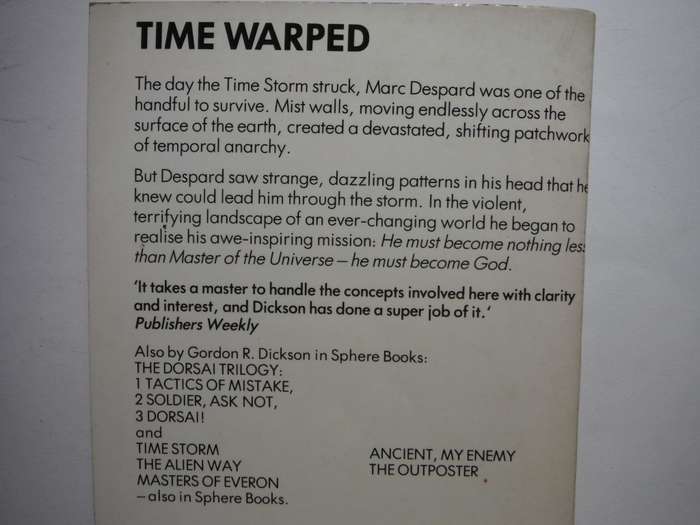 TIME WARPED
The day the Time Storm struck, Marc Despard was one of the
handful to survive. Mist walls, moving endlessly across the
surface of the earth, created a devastated, shifting patchwork
of temporal anarchy.
But Despard saw strange, dazzling patterns in his head that he
knew could lead him through the storm. In the violent,
terrifying landscape of an ever-changing world he began to
realise his awe-inspiring mission: He must become nothing less
than Master of the Universe – he must become God.
‘It takes a master to handle the concepts involved here with clarity
and interest, and Dickson has done a super job of it.’
Publishers Weekly
Also by Gordon R. Dickson in Sphere Books:
THE DORSAI TRILOGY:
1 TACTICS OF MISTAKE,
2 SOLDIER, ASK NOT,
3 DORSAI!
and
TIME STORM
THE ALIEN WAY
MASTERS OF EVERON
– also in Sphere Books.
ANCIENT, MY ENEMY
THE OUTPOSTER